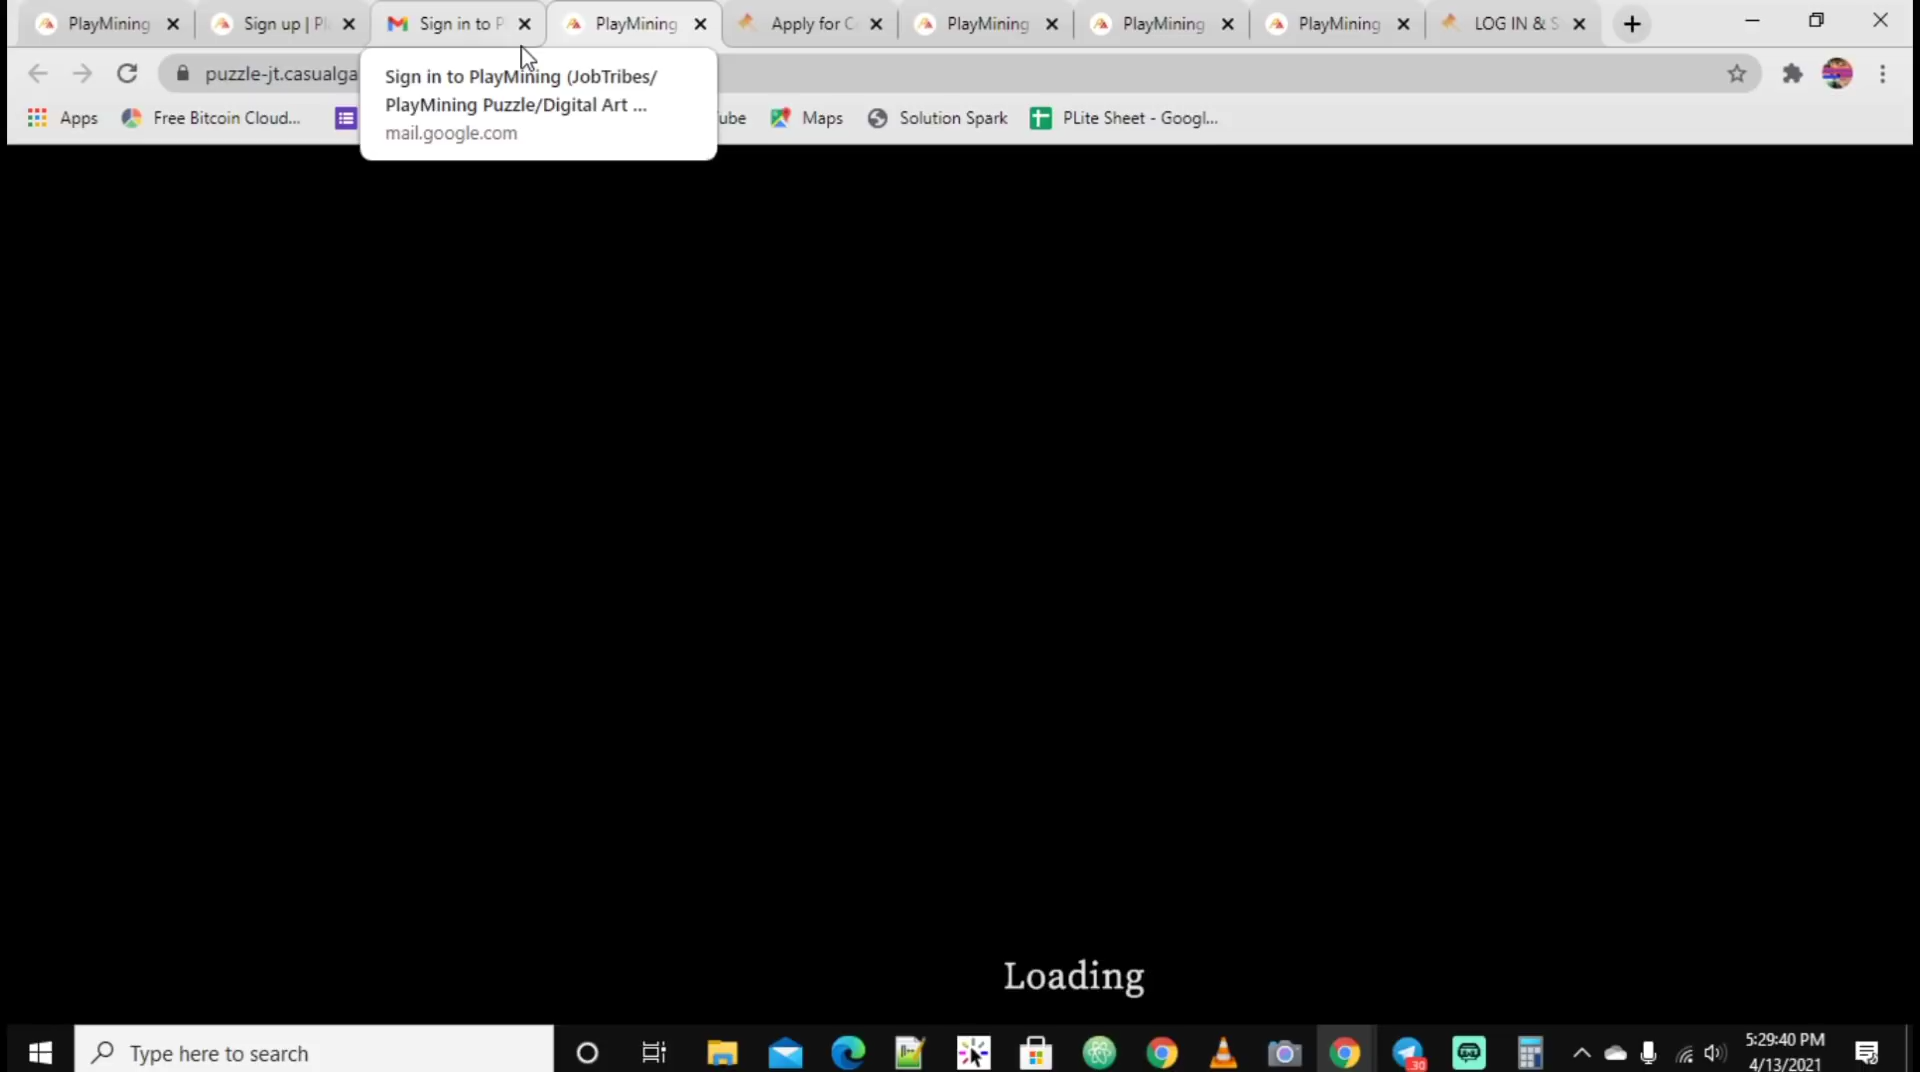 PlayMining
Sign up | Pl
Sign in to P
PlayMining
Apply for C
PlayMining
PlayMining
PlayMining
LOG IN & S
puzzle-jt.casualga
Sign in to PlayMining (JobTribes/
PlayMining Puzzle/Digital Art ...
mail.google.com
Apps
Free Bitcoin Cloud...
ube
Maps
Solution Spark
PLite Sheet - Googl...
Loading
Type here to search
30
5:29:40 PM
4/13/2021